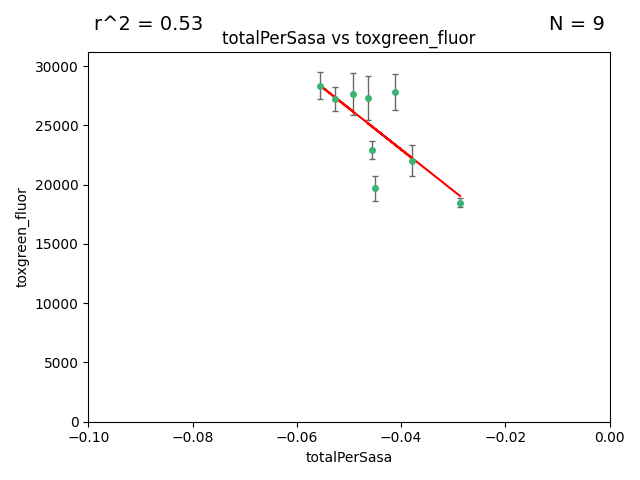 r^2 = 0.53
N = 9
totalPerSasa vs toxgreen_fluor
30000
25000
20000
15000
10000
5000
0
toxgreen_fluor
−0.10
−0.08
−0.06
−0.04
−0.02
0.00
totalPerSasa